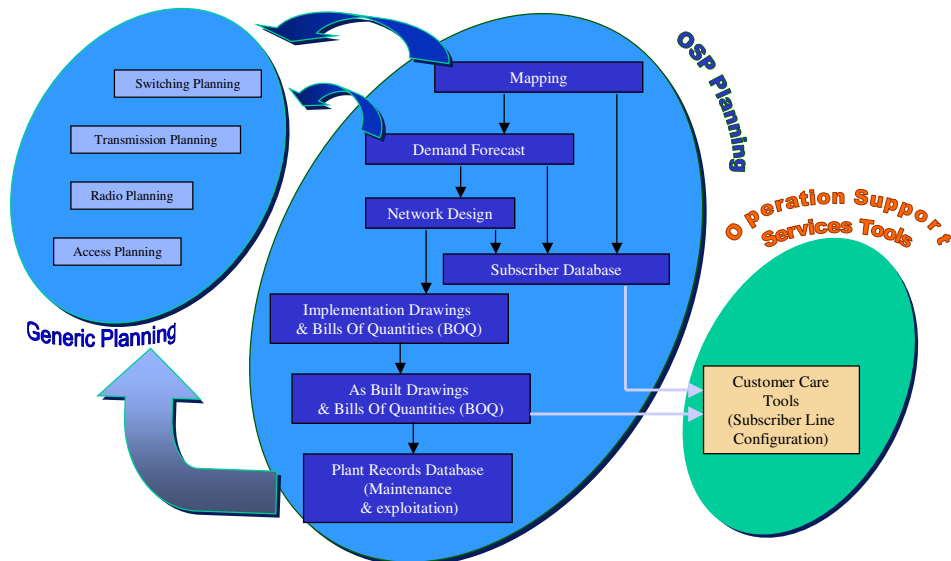 Switching Planning
Transmission Planning
Radio Planning
Access Planning
Generic Planning
OSP Planning
Mapping
Demand Forecast
Network Design
Subscriber Database
Implementation Drawings
& Bills Of Quantities (BOQ)
As Built Drawings
& Bills Of Quantities (BOQ)
Plant Records Database
(Maintenance
& exploitation)
Operation Support
Services Tools
Customer Care
Tools
(Subscriber Line
Configuration)